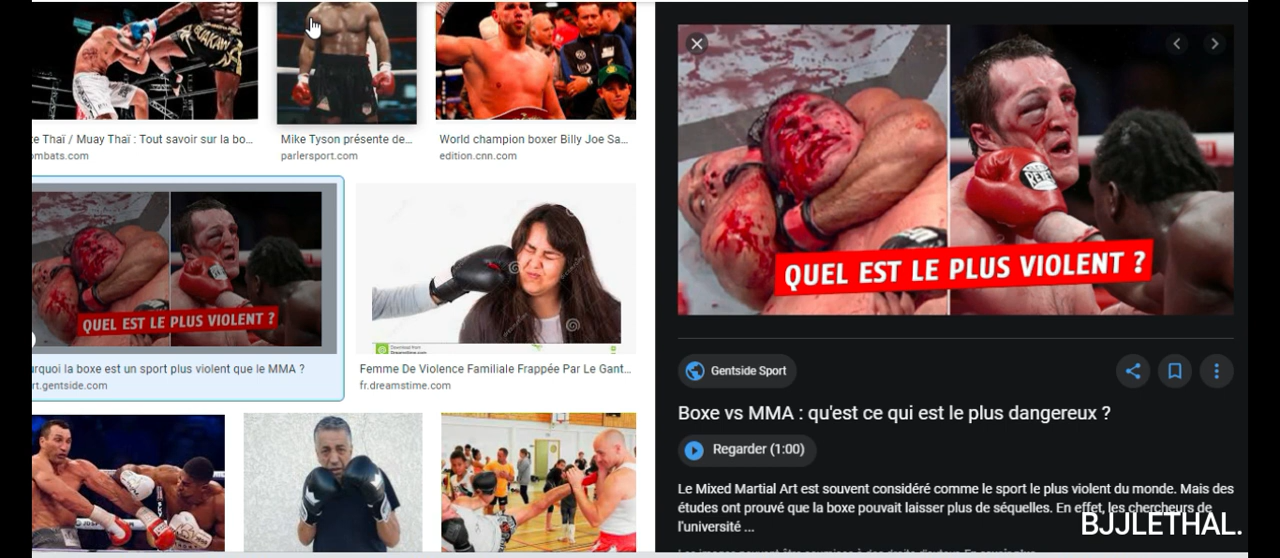 te Thaï / Muay Thaï : Tout savoir sur la bo...
ombats.com
Mike Tyson présente de...
parlersport.com
World champion boxer Billy Joe Sa...
edition.cnn.com
QUEL EST LE PLUS VIOLENT ?
urquoi la boxe est un sport plus violent que le MMA ?
rt.gentside.com
Femme De Violence Familiale Frappée Par Le Gant...
fr.dreamstime.com
QUEL EST LE PLUS VIOLENT ?
Gentside Sport
Boxe vs MMA : qu'est ce qui est le plus dangereux ?
Regarder (1:00)
Le Mixed Martial Art est souvent considéré comme le sport le plus violent du monde. Mais des
études ont prouvé que la boxe pouvait laisser plus de séquelles. En effet, les chercheurs de
l'université ...
BJJLETHAL.